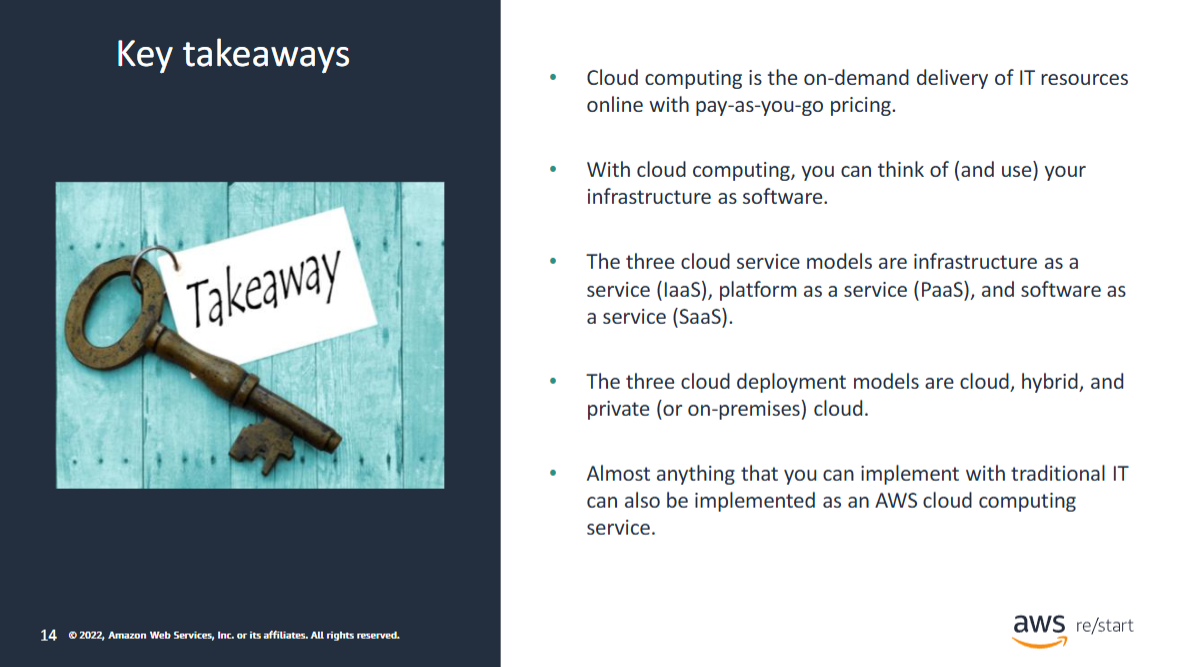 Key takeaways
Takeaway
• Cloud computing is the on-demand delivery of IT resources
online with pay-as-you-go pricing.
• With cloud computing, you can think of (and use) your
infrastructure as software.
• The three cloud service models are infrastructure as a
service (IaaS), platform as a service (PaaS), and software as
a service (SaaS).
• The three cloud deployment models are cloud, hybrid, and
private (or on-premises) cloud.
• Almost anything that you can implement with traditional IT
can also be implemented as an AWS cloud computing
service.
14 © 2022, Amazon Web Services, Inc. or its affiliates. All rights reserved.
aws re/start